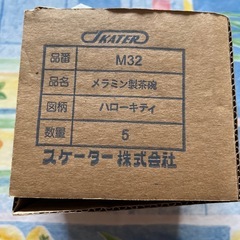 SKATER
品番 M32
品名 メラミン製茶碗
図柄 ハローキティ
数量 5
スケーター株式会社